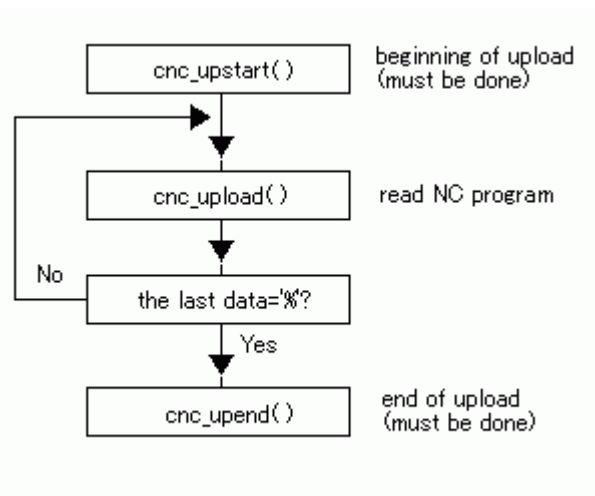 cnc_upstart( )
beginning of upload
(must be done)
cnc_upload( )
read NC program
No
the last data='%'?
Yes
cnc_upend( )
end of upload
(must be done)